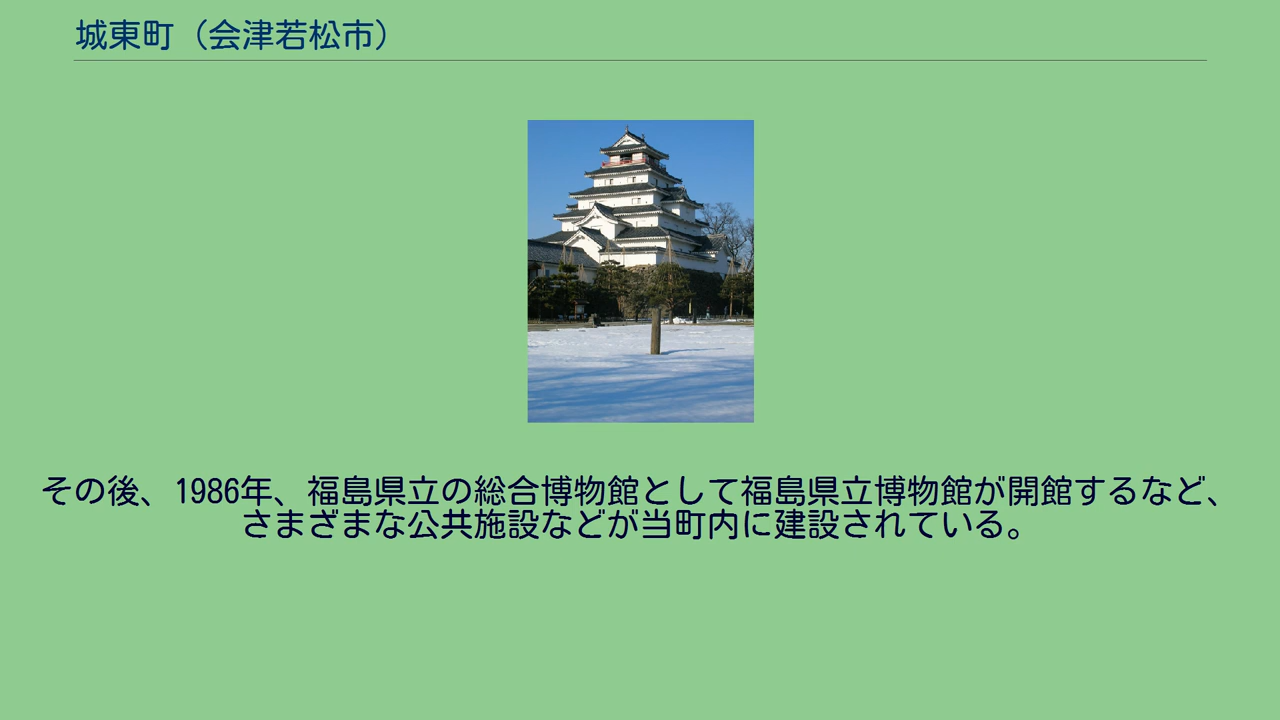 城東町（会津若松市）
その後、1986年、福島県立の総合博物館として福島県立博物館が開館するなど、
さまざまな公共施設などが当町内に建設されている。